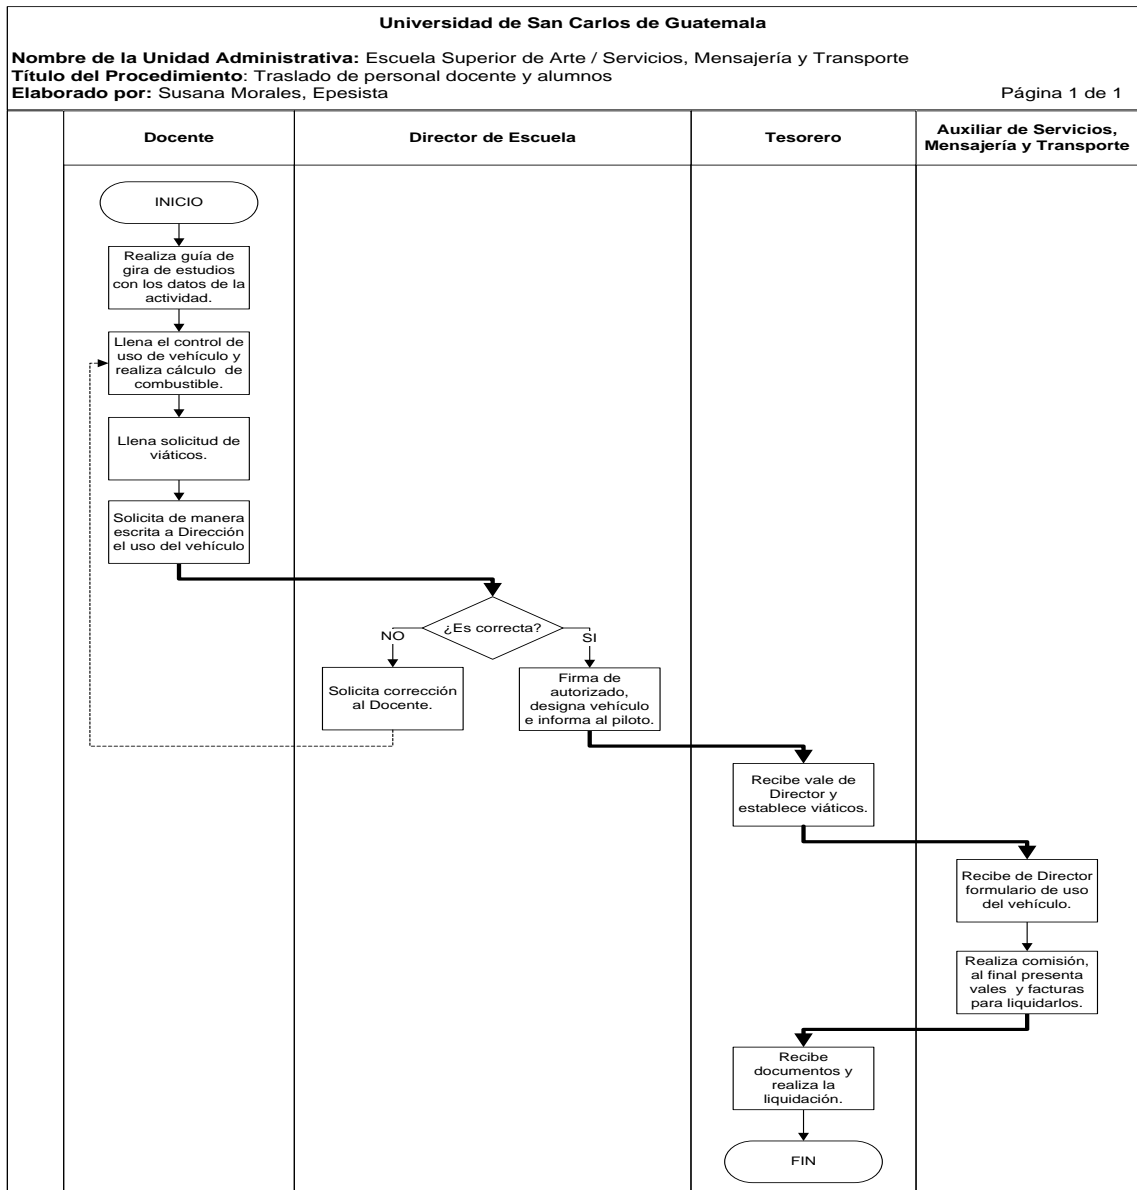 Universidad de San Carlos de Guatemala
Nombre de la Unidad Administrativa: Escuela Superior de Arte / Servicios, Mensajería y Transporte
Título del Procedimiento: Traslado de personal docente y alumnos
Elaborado por: Susana Morales, Epesista
Página 1 de 1
Docente
Director de Escuela
Tesorero
Auxiliar de Servicios,
Mensajería y Transporte
INICIO
Realiza guía de
gira de estudios
con los datos de la
actividad.
Llena el control de
uso de vehículo y
realiza cálculo de
combustible.
Llena solicitud de
viáticos.
Solicita de manera
escrita a Dirección
el uso del vehículo
¿Es correcta?
NO
SI
Solicita corrección
al Docente.
Firma de
autorizado,
designa vehículo
e informa al piloto.
Recibe vale de
Director y
establece viáticos.
Recibe de Director
formulario de uso
del vehículo.
Realiza comisión,
al final presenta
vales y facturas
para liquidarlos.
Recibe
documentos y
realiza la
liquidación.
FIN